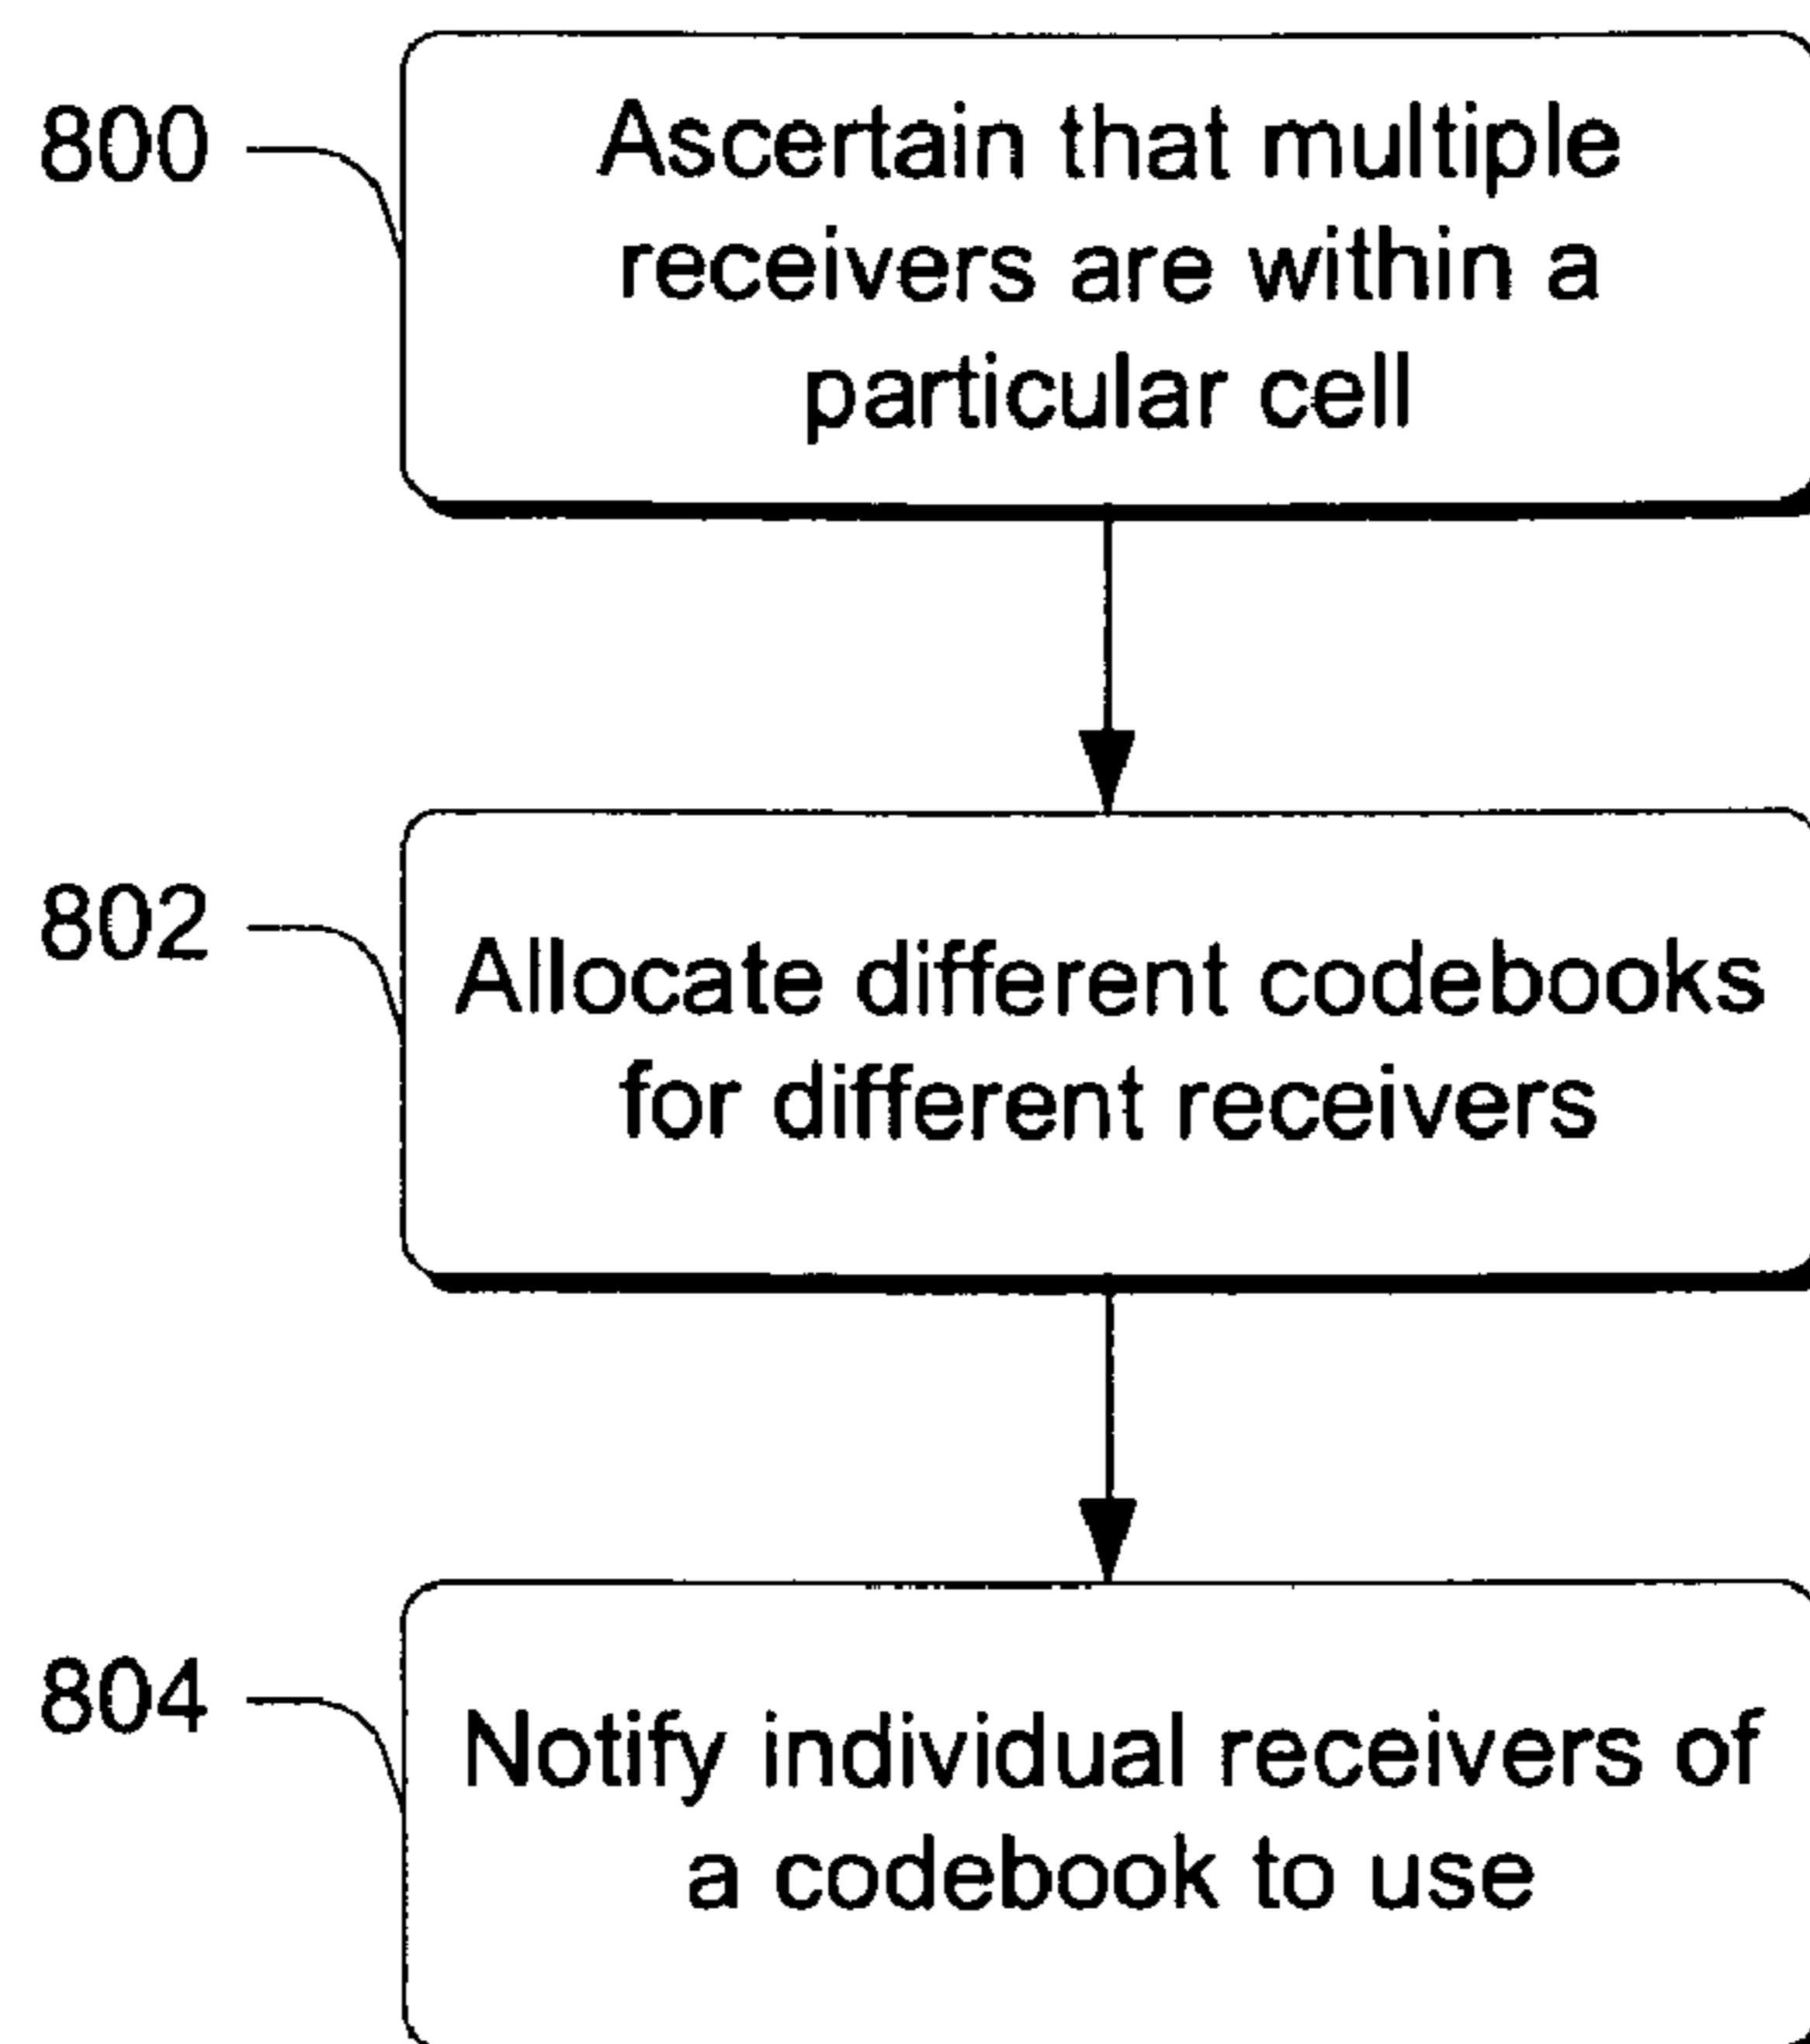 800
Ascertain that multiple
receivers are within a
particular cell
802
Allocate different codebooks
for different receivers
804
Notify individual receivers of
a codebook to use